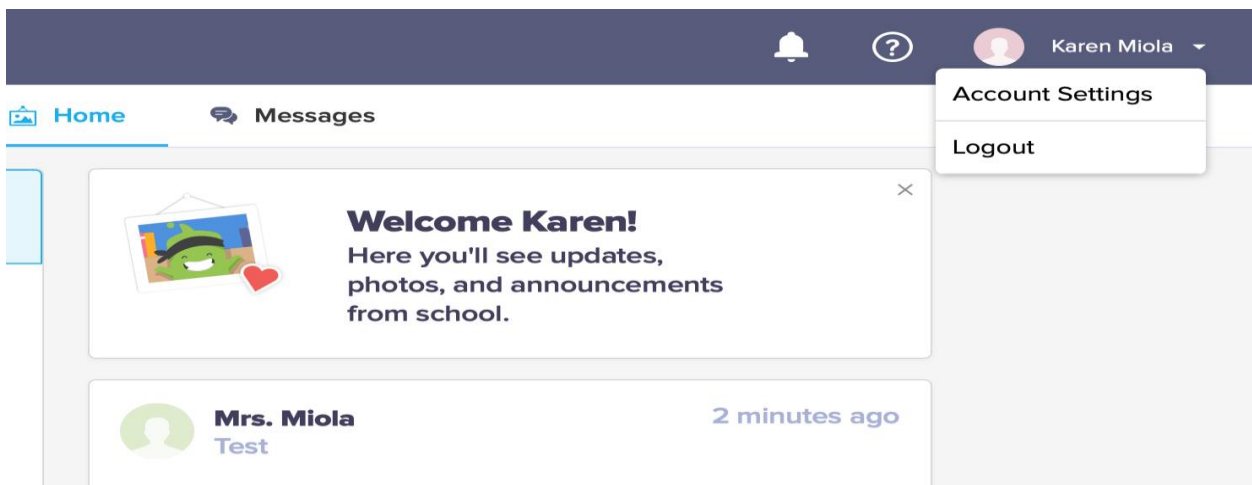 Karen Miola
Account Settings
Logout
Home
Messages
Welcome Karen!
Here you'll see updates,
photos, and announcements
from school.
Mrs. Miola
2 minutes ago
Test